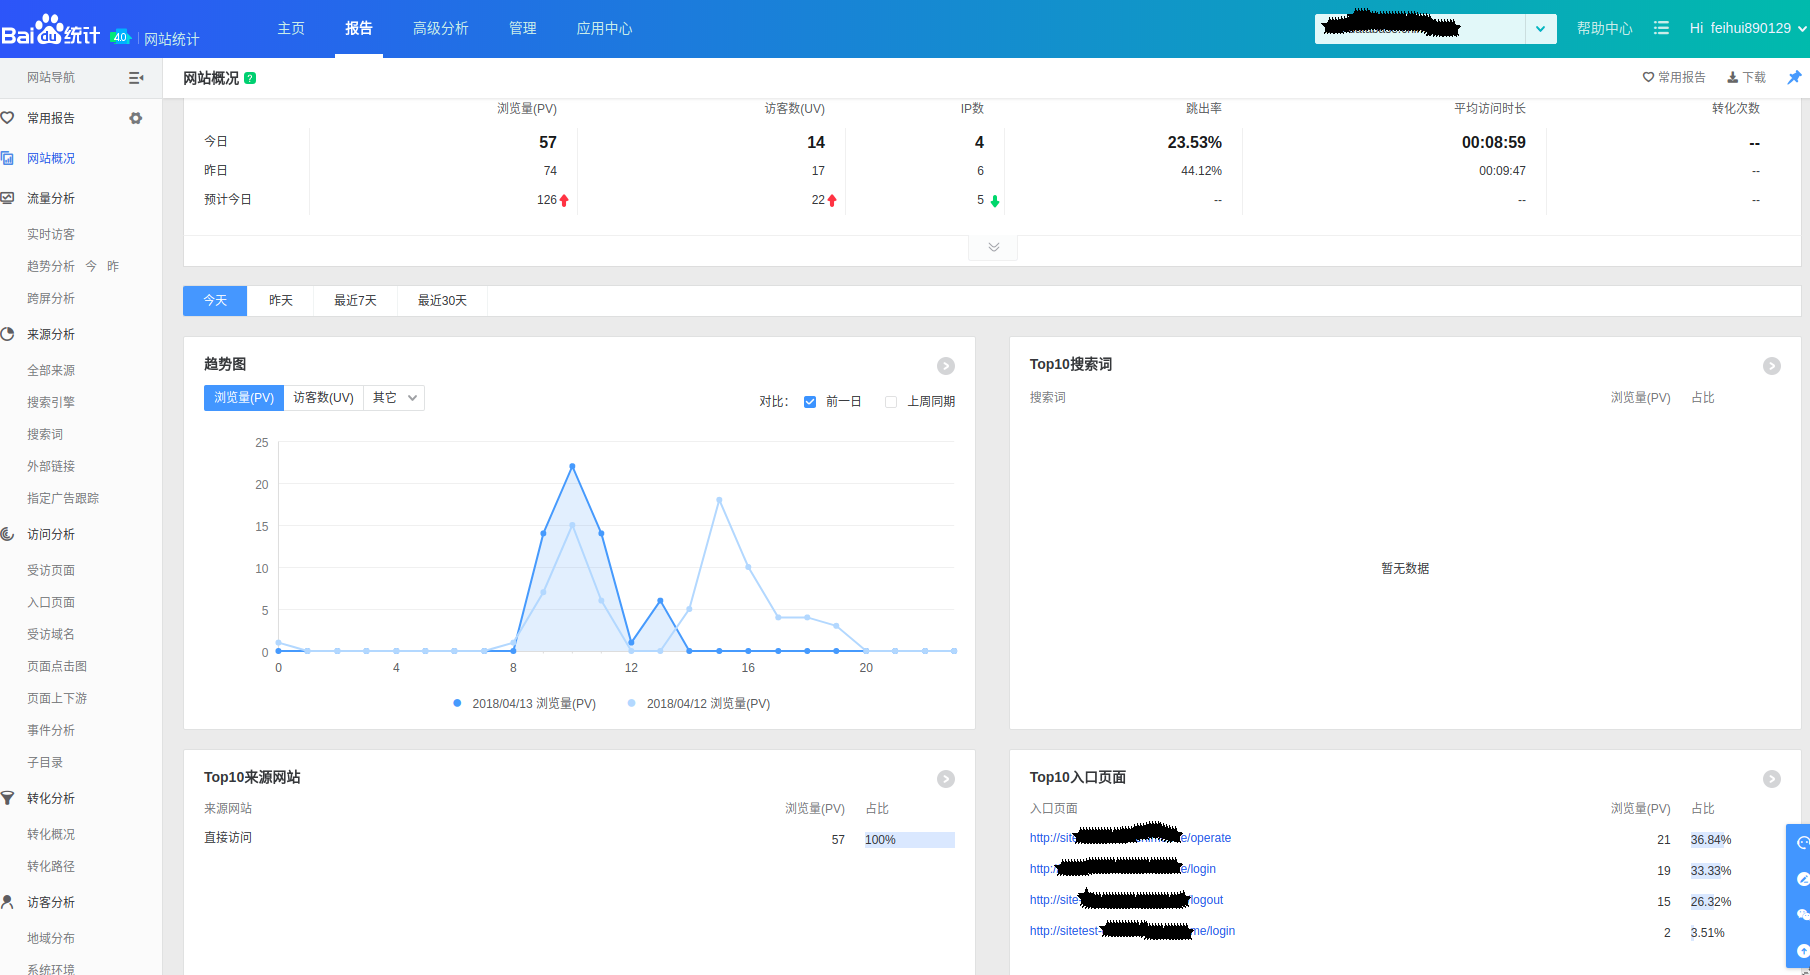 Bai du 统计 4.0 网站统计 主页 报告 高级分析 管理 应用中心 帮助中心 Hi feihui890129
网站导航 网站概况 ? 常用报告 下载
常用报告
网站概况
流量分析
实时访客
趋势分析 今 昨
跨屏分析
来源分析
全部来源
搜索引擎
搜索词
外部链接
指定广告跟踪
访问分析
受访页面
入口页面
受访域名
页面点击图
页面上下游
事件分析
子目录
转化分析
转化概况
转化路径
访客分析
地域分布
系统环境
浏览量(PV) 访客数(UV) IP数 跳出率 平均访问时长 转化次数
今日 57 14 4 23.53% 00:08:59 --
昨日 74 17 6 44.12% 00:09:47 --
预计今日 126 22 5 -- -- --
今天 昨天 最近7天 最近30天
趋势图
浏览量(PV) 访客数(UV) 其它
对比： 前一日 上周同期
25
20
15
10
5
0
0 4 8 12 16 20
2018/04/13 浏览量(PV) 2018/04/12 浏览量(PV)
Top10搜索词
搜索词 浏览量(PV) 占比
暂无数据
Top10来源网站
来源网站 浏览量(PV) 占比
直接访问 57 100%
Top10入口页面
入口页面 浏览量(PV) 占比
http://site e/operate 21 36.84%
http:/ e/login 19 33.33%
http://site logout 15 26.32%
http://sitetest- ne/login 2 3.51%